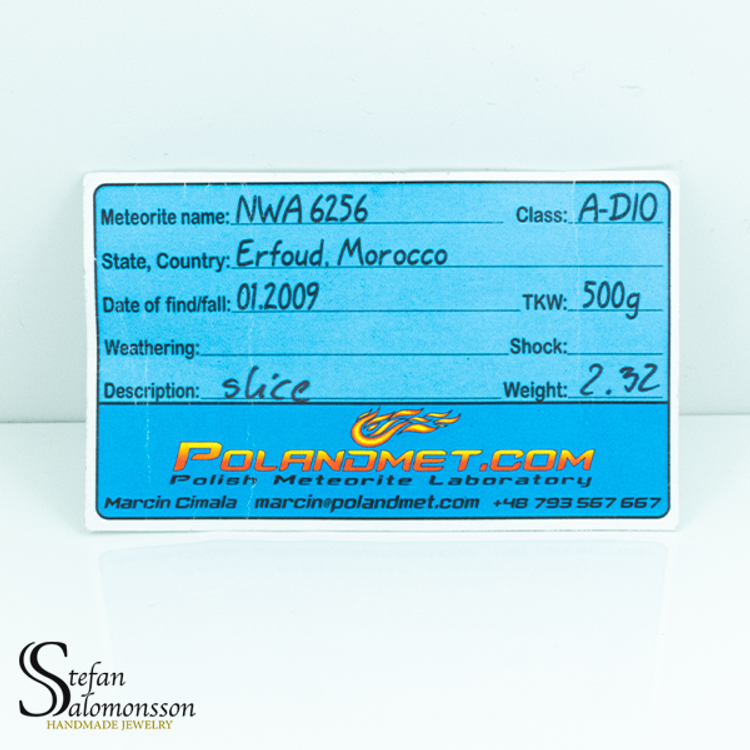 Meteorite name: NWA 6256 Class: A-DIO
State, Country: Erfoud, Morocco
Date of find/fall: 01.2009 TKW: 500g
Weathering: Shock:
Description: slice Weight: 2.32
POLANDMET.COM
Polish Meteorite Laboratory
Marcin Cimala marcin@polandmet.com +48 793 567 667
Stefan
Salomonsson
HANDMADE JEWELRY